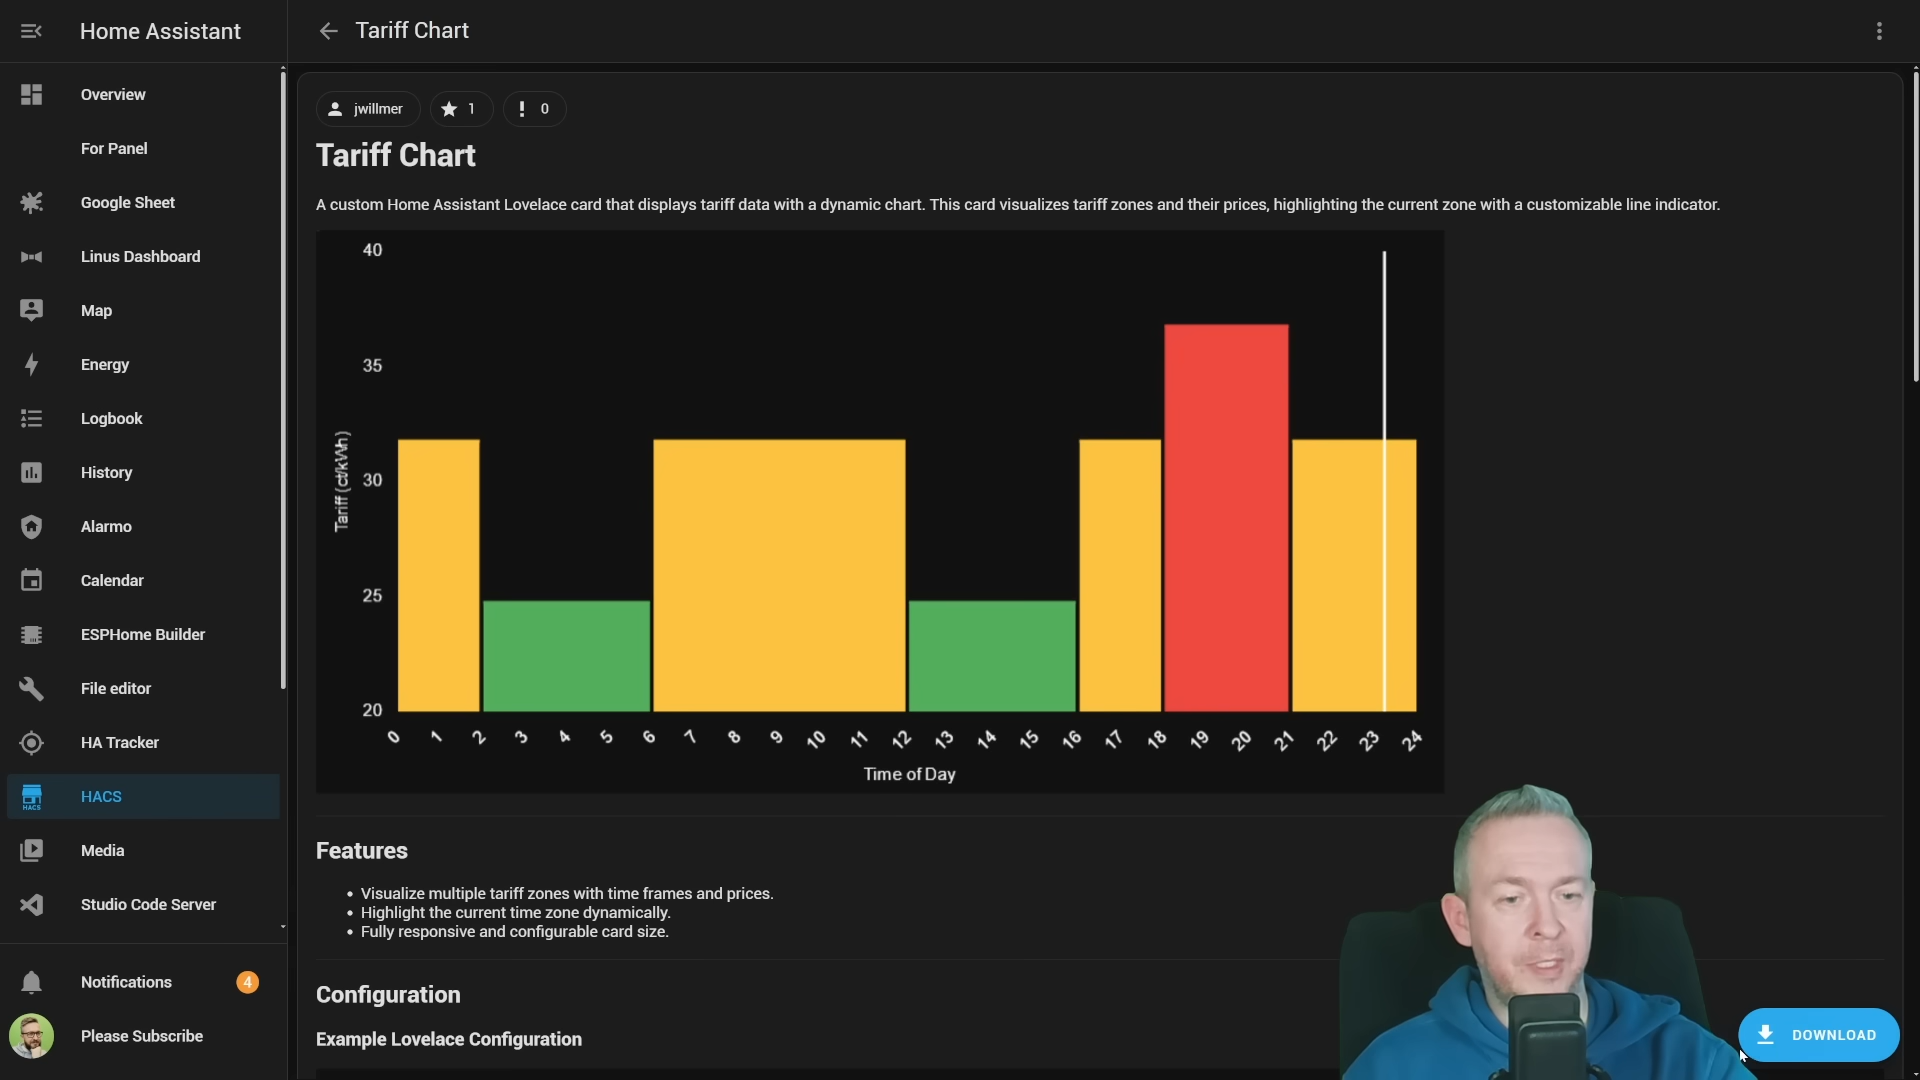 Home Assistant
Tariff Chart
Overview
For Panel
Google Sheet
Linus Dashboard
Map
Energy
Logbook
History
Alarmo
Calendar
ESPHome Builder
File editor
HA Tracker
HACS
HACS
Media
Studio Code Server
Notifications
4
Please Subscribe
jwillmer
1
0
Tariff Chart
A custom Home Assistant Lovelace card that displays tariff data with a dynamic chart. This card visualizes tariff zones and their prices, highlighting the current zone with a customizable line indicator.
40
35
30
25
20
Tariff (ct/kWh)
0 1 2 3 4 5 6 7 8 9 10 11 12 13 14 15 16 17 18 19 20 21 22 23 24
Time of Day
Features
• Visualize multiple tariff zones with time frames and prices.
• Highlight the current time zone dynamically.
• Fully responsive and configurable card size.
Configuration
Example Lovelace Configuration
DOWNLOAD